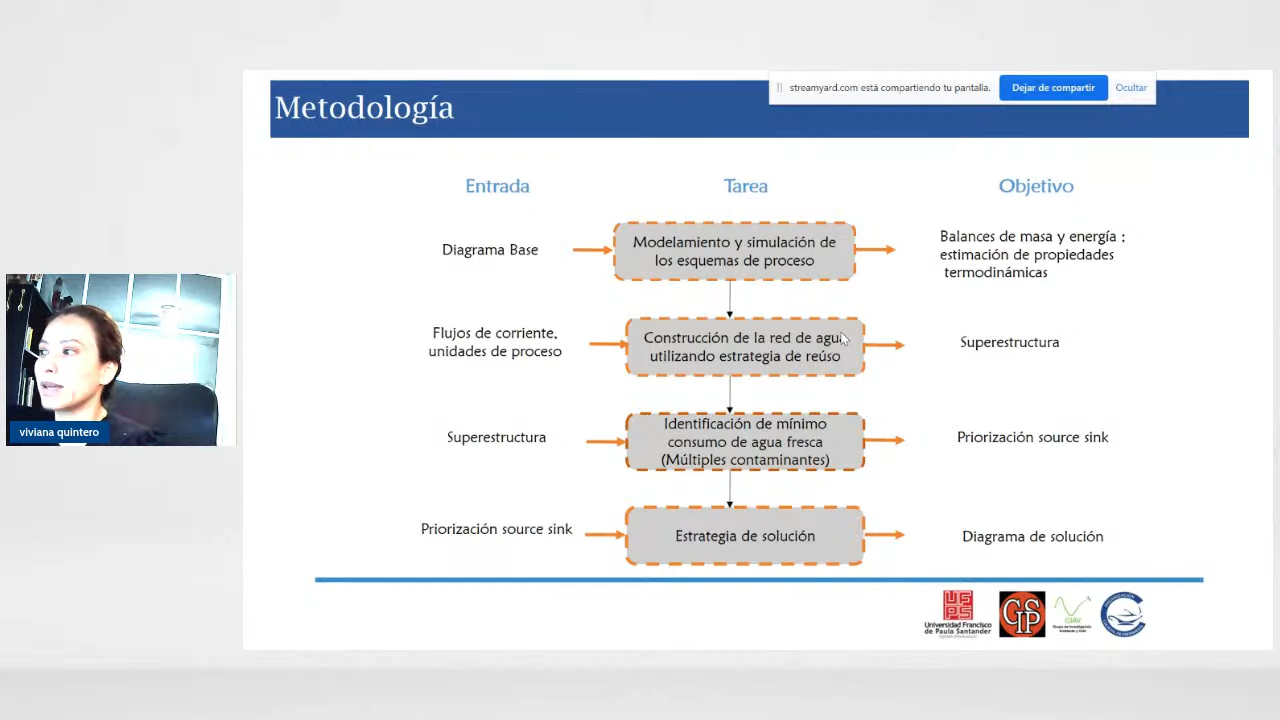 Metodología
streamyard.com está compartiendo tu pantalla.
Dejar de compartir
Ocultar
Entrada
Tarea
Objetivo
Diagrama Base
Modelamiento y simulación de
los esquemas de proceso
Balances de masa y energía ;
estimación de propiedades
termodinámicas
Flujos de corriente,
unidades de proceso
Construcción de la red de agua
utilizando estrategia de reúso
Superestructura
Superestructura
Identificación de mínimo
consumo de agua fresca
(Múltiples contaminantes)
Priorización source sink
Priorización source sink
Estrategia de solución
Diagrama de solución
viviana quintero
UFPS
Universidad Francisco
de Paula Santander
GIAV